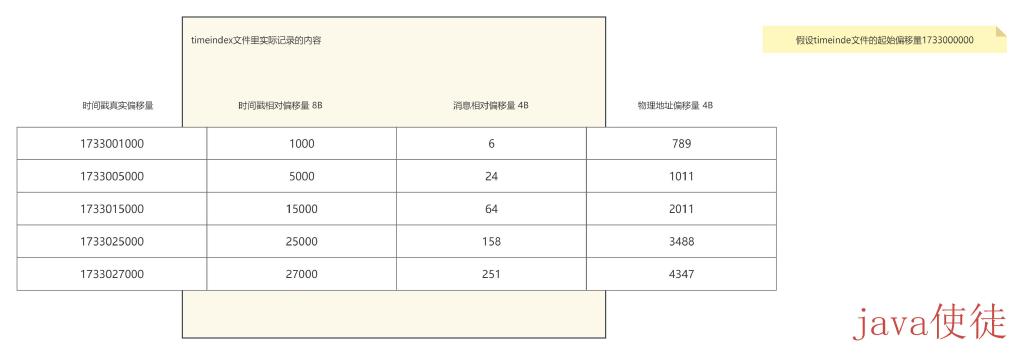 timeindex文件里实际记录的内容
假设timeinde文件的起始偏移量1733000000
时间戳真实偏移量 时间戳相对偏移量 8B 消息相对偏移量 4B 物理地址偏移量 4B
1733001000 1000 6 789
1733005000 5000 24 1011
1733015000 15000 64 2011
1733025000 25000 158 3488
1733027000 27000 251 4347
java使徒